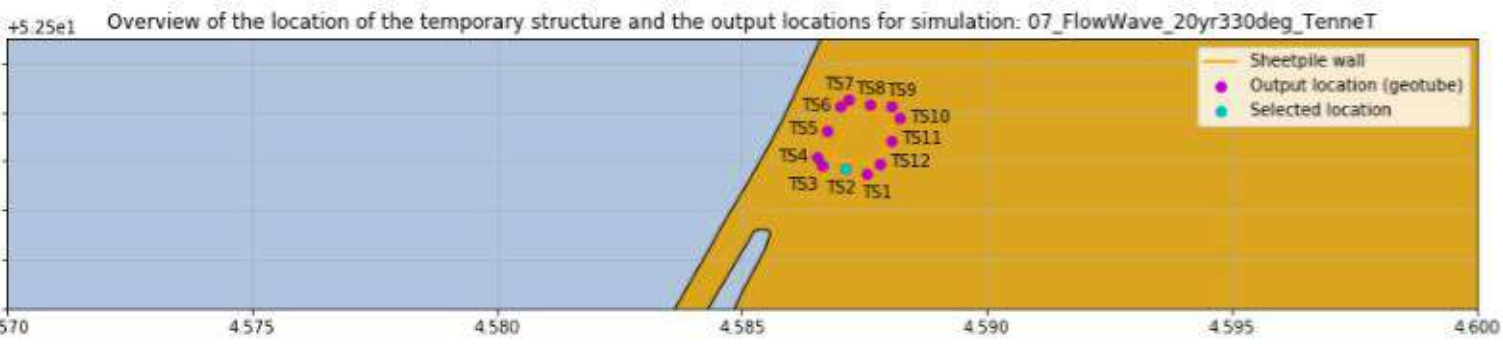 Overview of the location of the temporary structure and the output locations for simulation: 07_FlowWave_20yr330deg_TenneT
+5.25e1
Sheetpile wall
Output location (geotube)
Selected location
TS7 TS8 TS9
TS6
TS10
TS5
TS11
TS4
TS12
TS3 TS2 TS1
570 4.575 4.580 4.585 4.590 4.595 4.600